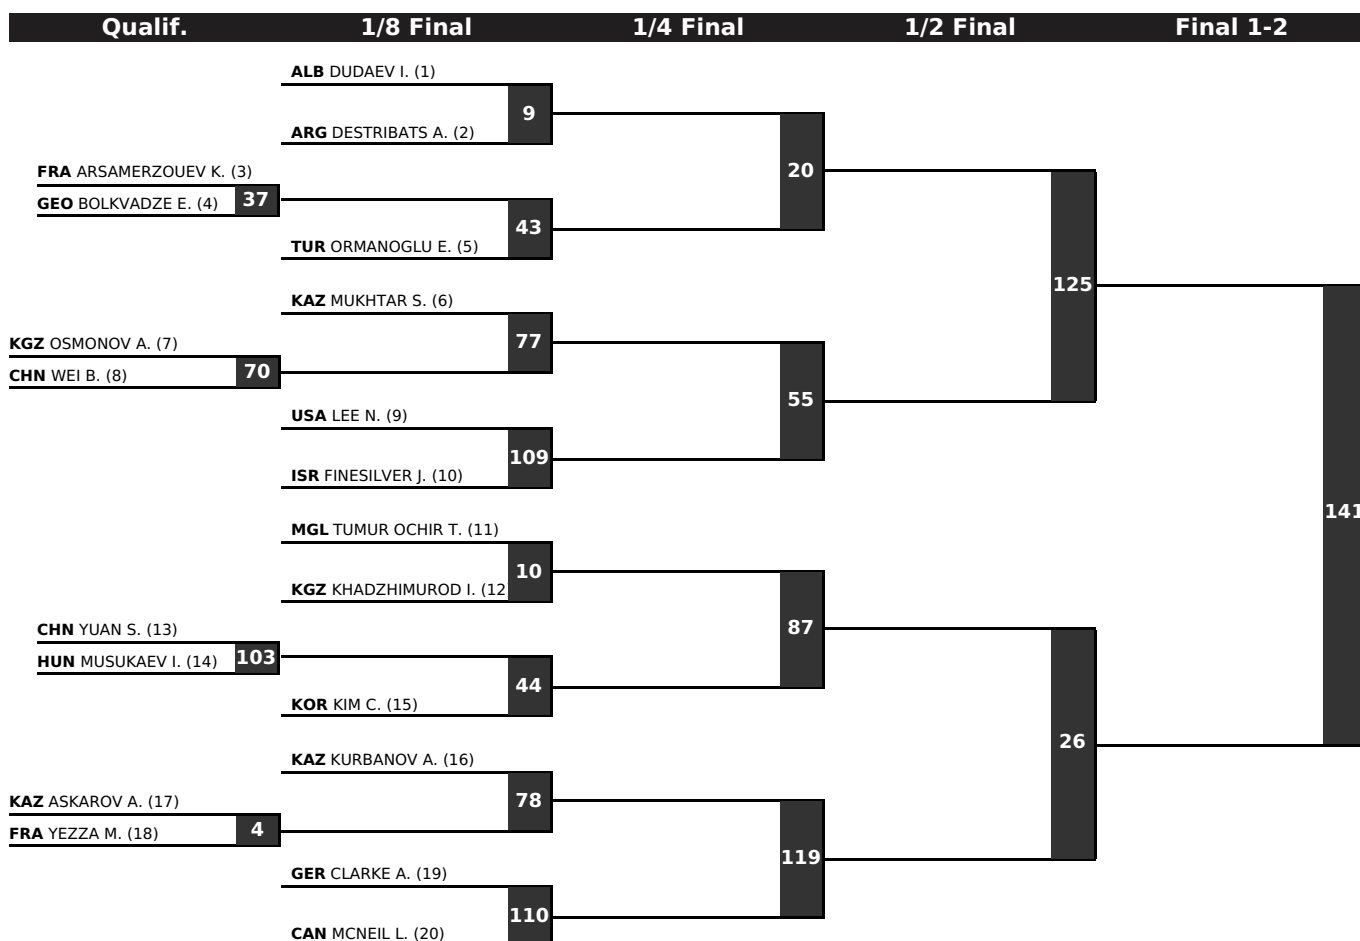 Qualif. 1/8 Final 1/4 Final 1/2 Final Final 1-2
ALB DUDAEV I. (1)
9
ARG DESTRIBATS A. (2)
FRA ARSAMERZOUEV K. (3)
20
GEO BOLKVADZE E. (4) 37
43
TUR ORMANOGLU E. (5)
125
KAZ MUKHTAR S. (6)
KGZ OSMONOV A. (7)
77
CHN WEI B. (8) 70
55
USA LEE N. (9)
109
ISR FINESILVER J. (10)
141
MGL TUMUR OCHIR T. (11)
10
KGZ KHADZHIMUROD I. (12
CHN YUAN S. (13)
87
HUN MUSUKAEV I. (14) 103
44
KOR KIM C. (15)
26
KAZ KURBANOV A. (16)
KAZ ASKAROV A. (17)
78
FRA YEZZA M. (18) 4
119
GER CLARKE A. (19)
110
CAN MCNEIL L. (20)